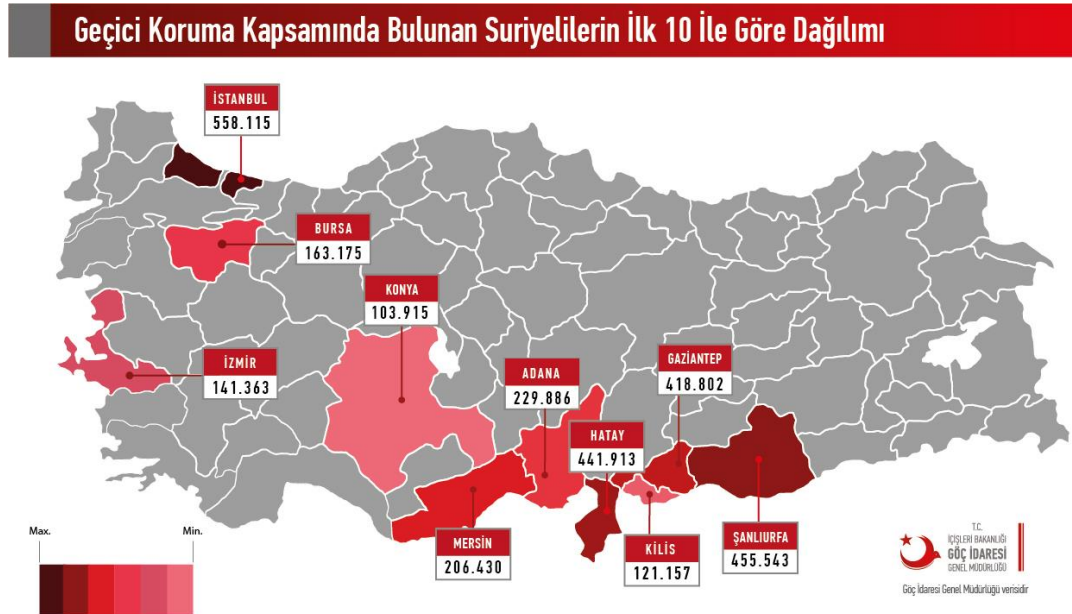 Geçici Koruma Kapsamında Bulunan Suriyelilerin İlk 10 İle Göre Dağılımı
İSTANBUL
558.115
BURSA
163.175
KONYA
103.915
İZMİR
141.363
ADANA
229.886
GAZİANTEP
418.802
HATAY
441.913
MERSİN
206.430
KİLİS
121.157
ŞANLIURFA
455.543
Max.
Min.
T.C.
İÇİŞLERİ BAKANLIĞI
GÖÇ İDARESİ
GENEL MÜDÜRLÜĞÜ
Göç İdaresi Genel Müdürlüğü verisidir